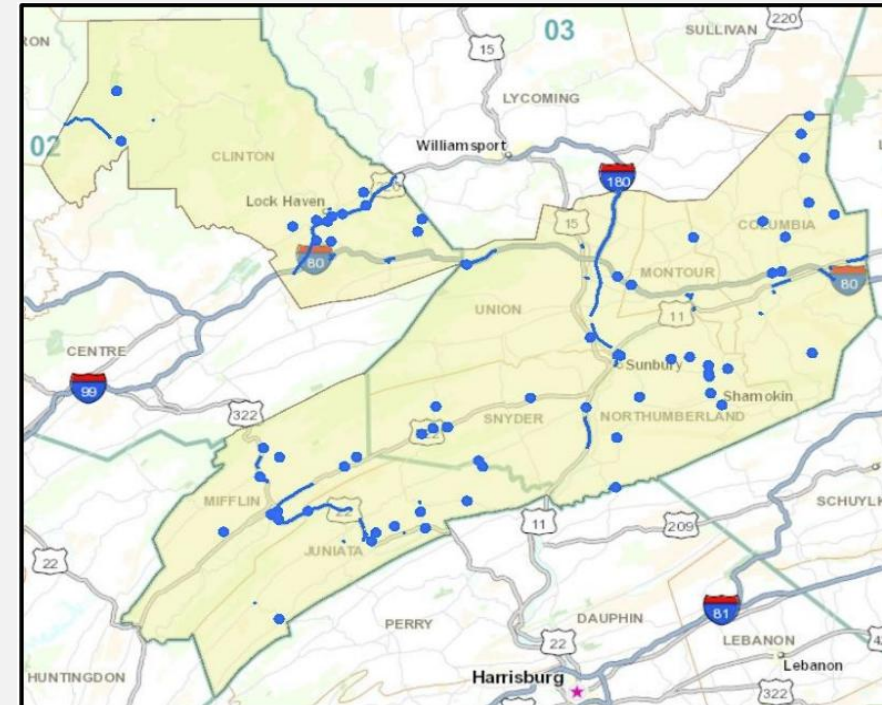 RON
03
SULLIVAN
220
15
LYCOMING
Williamsport
02
CLINTON
180
Lock Haven
15
COLUMBIA
80
MONTOUR
80
UNION
11
CENTRE
Sunbury
99
Shamokin
322
SNYDER
NORTHUMBERLAND
MIFFLIN
22
SCHUYLK
11
209
JUNIATA
22
81
PERRY
DAUPHIN
LEBANON
22
Lebanon
HUNTINGDON
Harrisburg
322